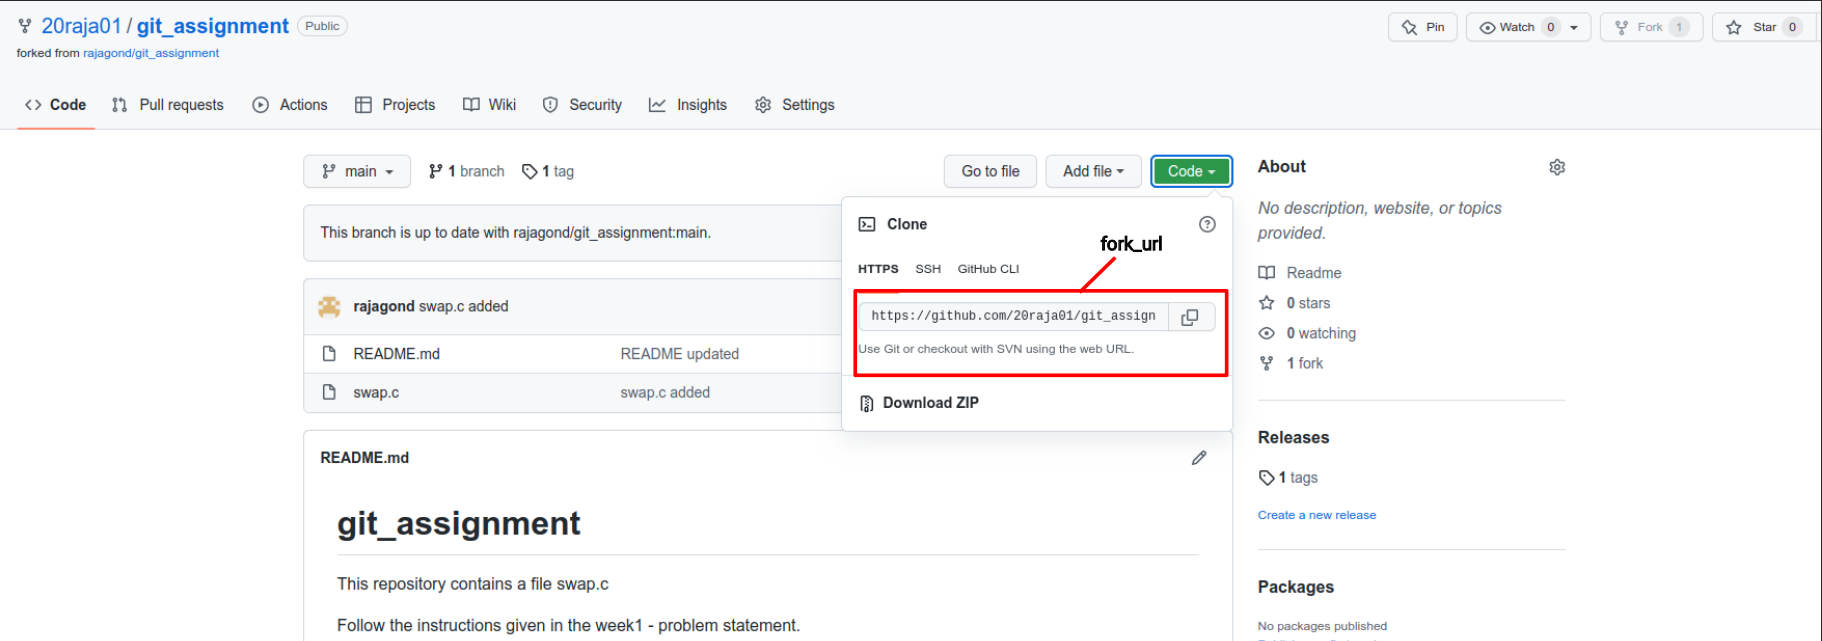 20raja01 / git_assignment Public
Pin Watch 0 Fork 1 Star 0
forked from rajagond/git_assignment
Code Pull requests Actions Projects Wiki Security Insights Settings
main 1 branch 1 tag
Go to file Add file Code
This branch is up to date with rajagond/git_assignment:main.
rajagond swap.c added
README.md README updated
swap.c swap.c added
Clone
fork_url
HTTPS SSH GitHub CLI
https://github.com/20raja01/git_assign
Use Git or checkout with SVN using the web URL.
Download ZIP
README.md
git_assignment
This repository contains a file swap.c
Follow the instructions given in the week1 - problem statement.
About
No description, website, or topics
provided.
Readme
0 stars
0 watching
1 fork
Releases
1 tags
Create a new release
Packages
No packages published